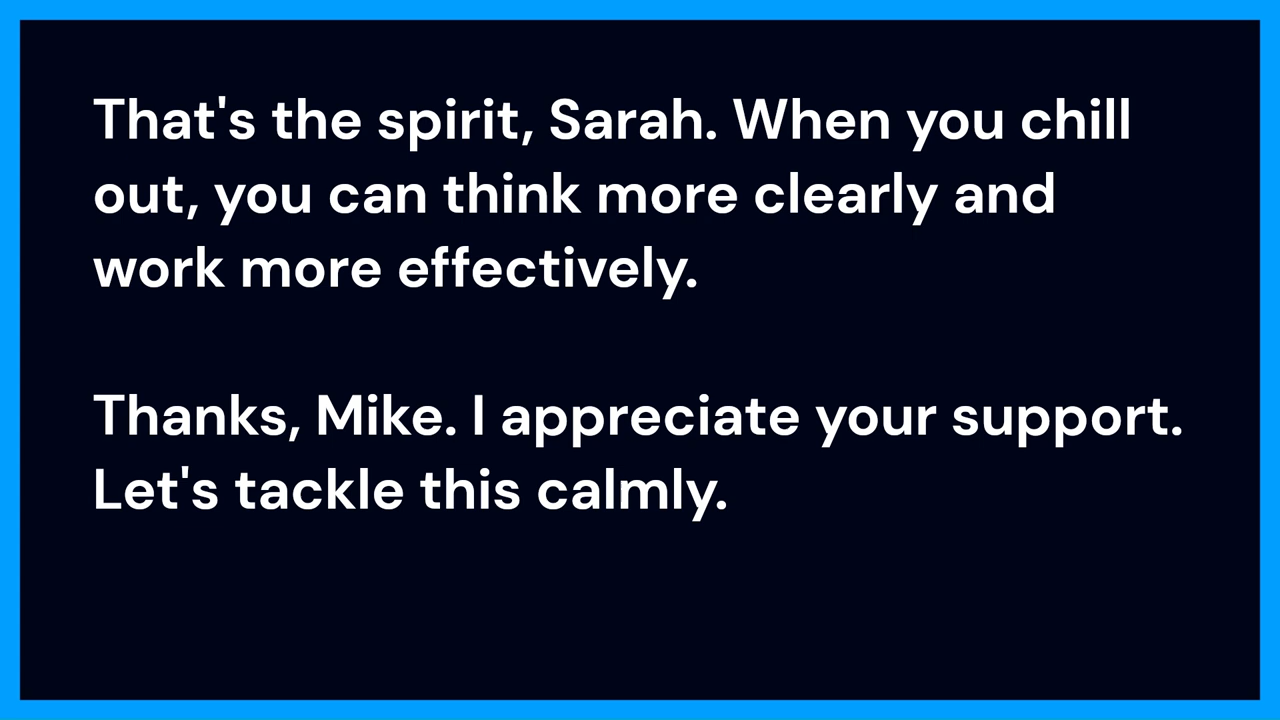 That's the spirit, Sarah. When you chill
out, you can think more clearly and
work more effectively.
Thanks, Mike. I appreciate your support.
Let's tackle this calmly.